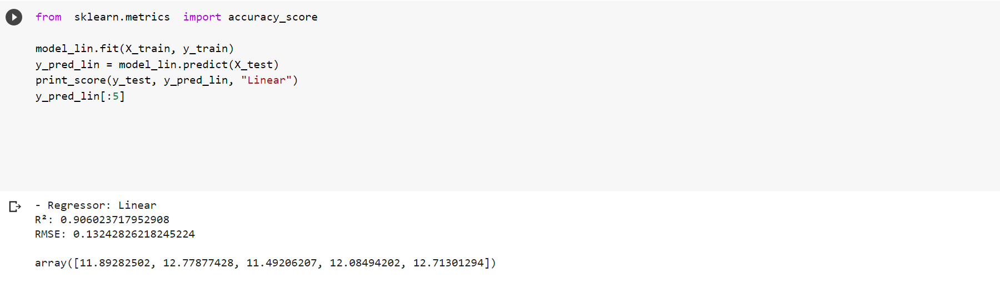 from  sklearn.metrics  import accuracy_score
model_lin.fit(X_train, y_train)
y_pred_lin = model_lin.predict(X_test)
print_score(y_test, y_pred_lin, "Linear")
y_pred_lin[:5]
- Regressor: Linear
R²: 0.906023717952908
RMSE: 0.13242826218245224
array([11.89282502, 12.77877428, 11.49206207, 12.08494202, 12.71301294])